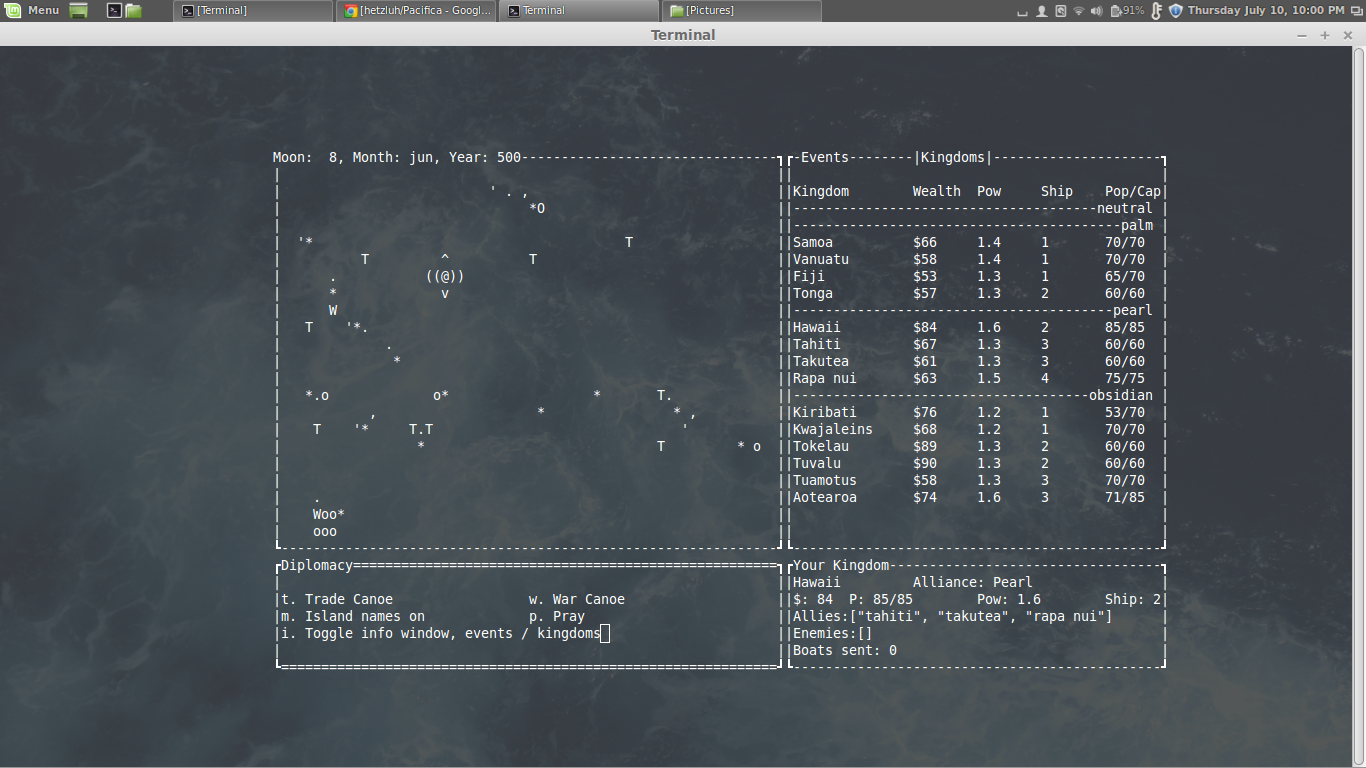 Menu [Terminal] [hetzluh/Pacifica - Googl... Terminal [Pictures] 91% Thursday July 10, 10:00 PM
Terminal
Moon:  8, Month: jun, Year: 500--------------------------------
' . ,
*O
'*                                       T
T         ^          T
.           ((@))
*             v
W
T    '*.
.
*
*.o             o*                  *       T.
,                    *                * ,
T    '*     T.T                               '
*                             T         * o
.
Woo*
ooo
-Events--------|Kingdoms|---------------------
Kingdom        Wealth  Pow     Ship    Pop/Cap
--------------------------------------neutral
-----------------------------------------palm
Samoa          $66     1.4     1       70/70
Vanuatu        $58     1.4     1       70/70
Fiji           $53     1.3     1       65/70
Tonga          $57     1.3     2       60/60
----------------------------------------pearl
Hawaii         $84     1.6     2       85/85
Tahiti         $67     1.3     3       60/60
Takutea        $61     1.3     3       60/60
Rapa nui       $63     1.5     4       75/75
-------------------------------------obsidian
Kiribati       $76     1.2     1       53/70
Kwajaleins     $68     1.2     1       70/70
Tokelau        $89     1.3     2       60/60
Tuvalu         $90     1.3     2       60/60
Tuamotus       $58     1.3     3       70/70
Aotearoa       $74     1.6     3       71/85
Diplomacy=====================================================
t. Trade Canoe                 w. War Canoe
m. Island names on             p. Pray
i. Toggle info window, events / kingdoms
Your Kingdom----------------------------------
Hawaii         Alliance: Pearl
$: 84  P: 85/85        Pow: 1.6        Ship: 2
Allies:["tahiti", "takutea", "rapa nui"]
Enemies:[]
Boats sent: 0